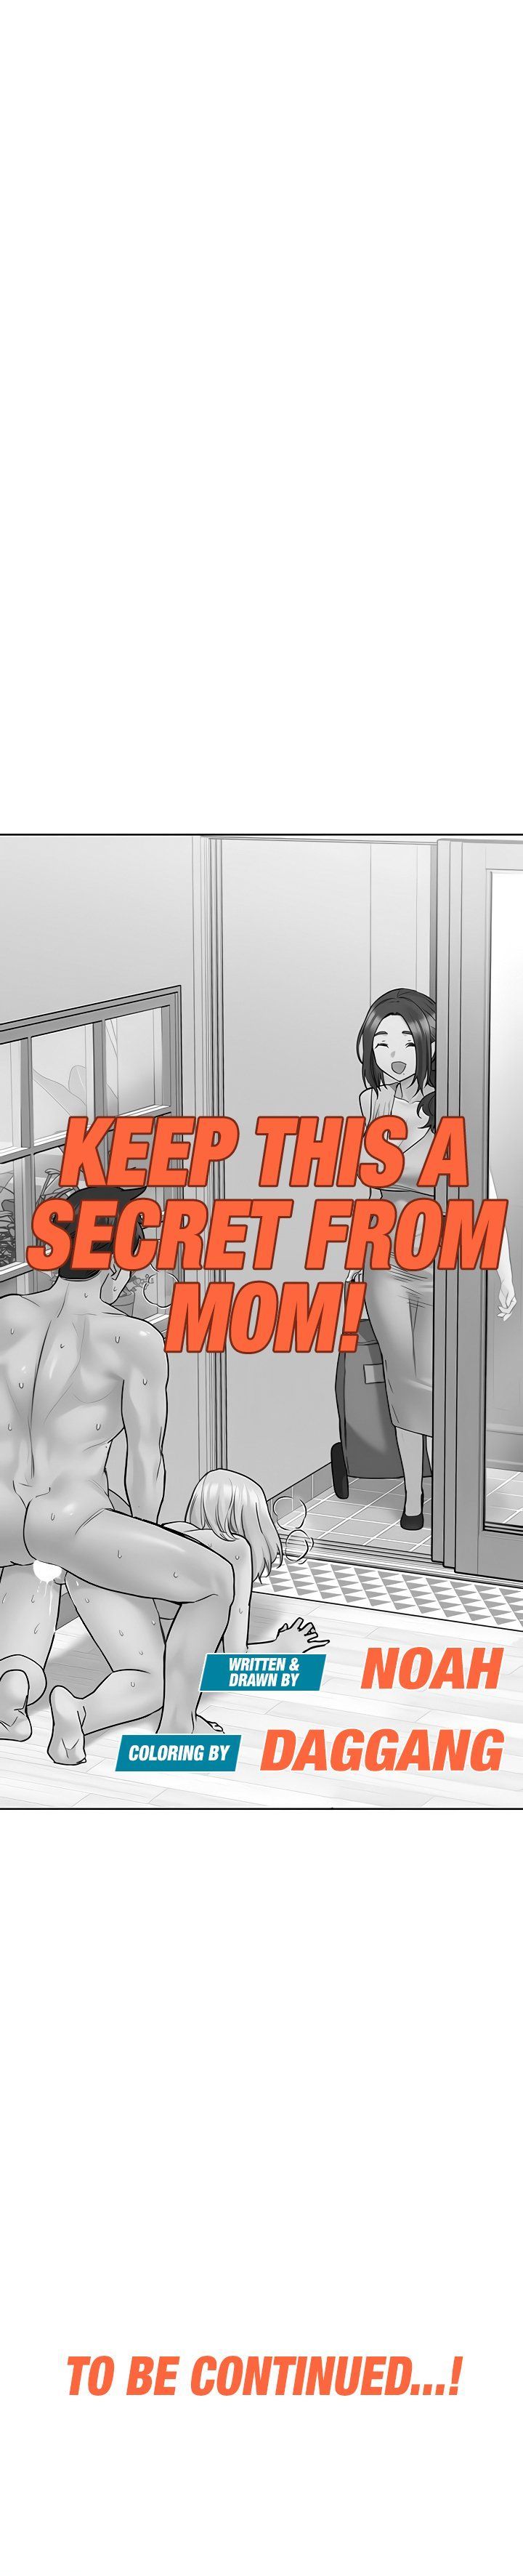 KEEP THIS A
SECRET FROM
MOM!
WRITTEN &
DRAWN BY
NOAH
COLORING BY
DAGGANG
TO BE CONTINUED...!